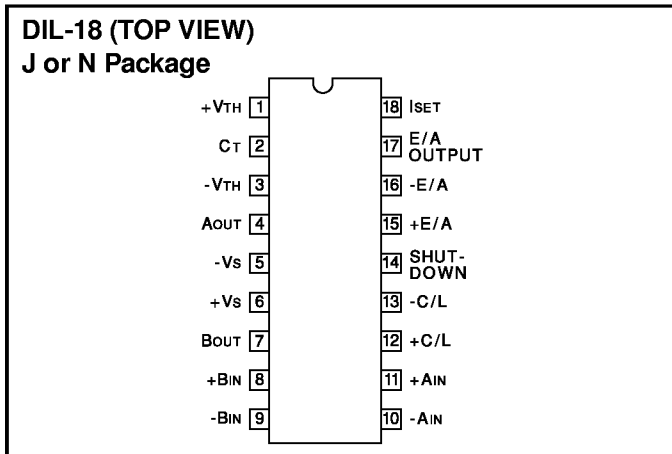 DIL-18 (TOP VIEW)
J or N Package
+VTH 1
CT 2
-VTH 3
AOUT 4
-VS 5
+VS 6
BOUT 7
+BIN 8
-BIN 9
18 ISET
17 E/A
OUTPUT
16 -E/A
15 +E/A
14 SHUT-
DOWN
13 -C/L
12 +C/L
11 +AIN
10 -AIN